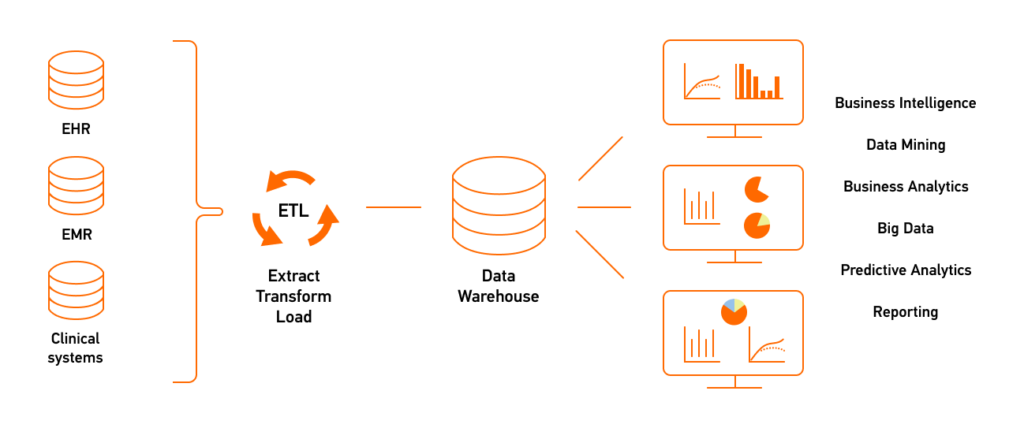 EHR
EMR
Clinical
systems
ETL
Extract
Transform
Load
Data
Warehouse
Business Intelligence
Data Mining
Business Analytics
Big Data
Predictive Analytics
Reporting